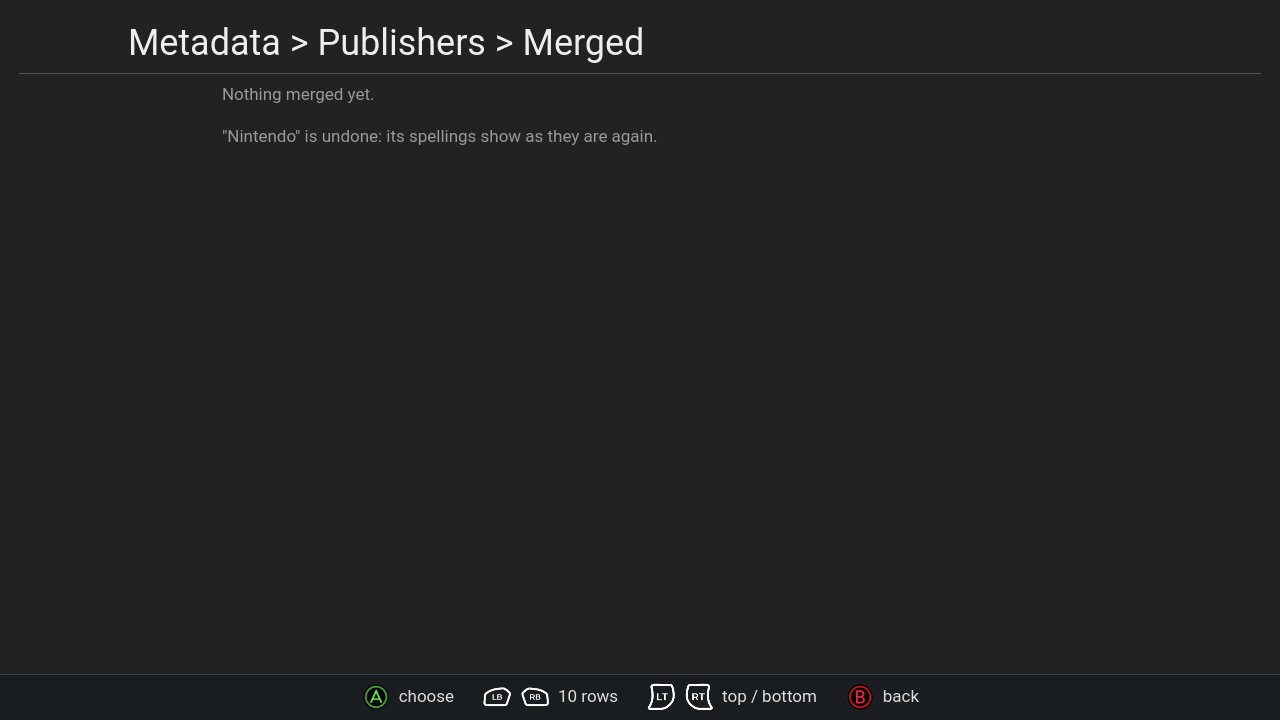 Metadata > Publishers > Merged
Nothing merged yet.
"Nintendo" is undone: its spellings show as they are again.
A choose LB RB 10 rows LT RT top / bottom B back